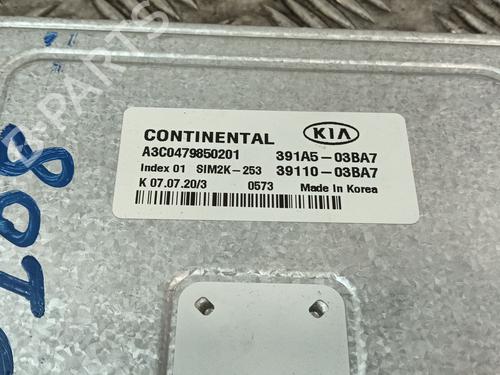 CONTINENTAL KIA
A3C0479850201 391A5-03BA7
Index 01 SIM2K-253 39110-03BA7
K 07.07.20/3 0573 Made in Korea
B-PARTS